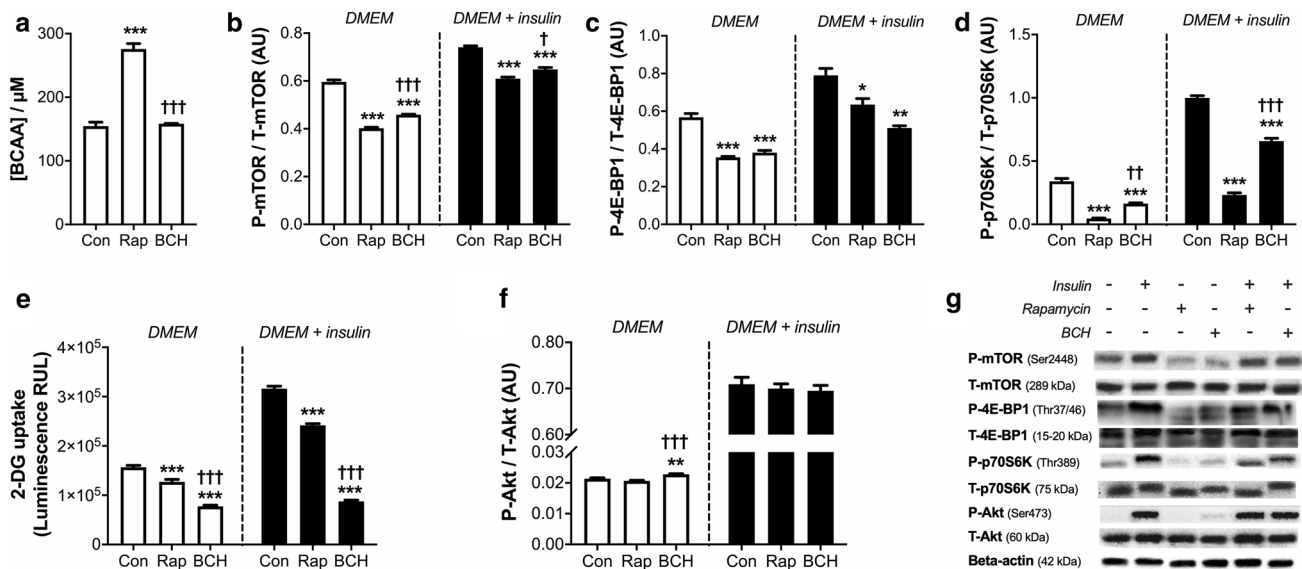 a
[BCAA] / µM
300
200
100
0
***
†††
Con Rap BCH
b
DMEM
DMEM + insulin
P-mTOR / T-mTOR (AU)
0.8
0.6
0.4
0.2
0.0
***
†††
***
***
†
***
Con Rap BCH
Con Rap BCH
c
DMEM
DMEM + insulin
P-4E-BP1 / T-4E-BP1 (AU)
1.0
0.8
0.6
0.4
0.2
0.0
***
***
*
**
Con Rap BCH
Con Rap BCH
d
DMEM
DMEM + insulin
P-p70S6K / T-p70S6K (AU)
1.5
1.0
0.5
0.0
***
††
***
***
†††
***
Con Rap BCH
Con Rap BCH
e
DMEM
DMEM + insulin
2-DG uptake
(Luminescence RUL)
4×10⁵
3×10⁵
2×10⁵
1×10⁵
0
***
†††
***
***
†††
***
Con Rap BCH
Con Rap BCH
f
DMEM
DMEM + insulin
P-Akt / T-Akt (AU)
0.80
0.70
0.60
0.03
0.02
0.01
0.00
†††
**
Con Rap BCH
Con Rap BCH
g
Insulin - + - - + +
Rapamycin - - + - + -
BCH - - - + - +
P-mTOR (Ser2448)
T-mTOR (289 kDa)
P-4E-BP1 (Thr37/46)
T-4E-BP1 (15-20 kDa)
P-p70S6K (Thr389)
T-p70S6K (75 kDa)
P-Akt (Ser473)
T-Akt (60 kDa)
Beta-actin (42 kDa)